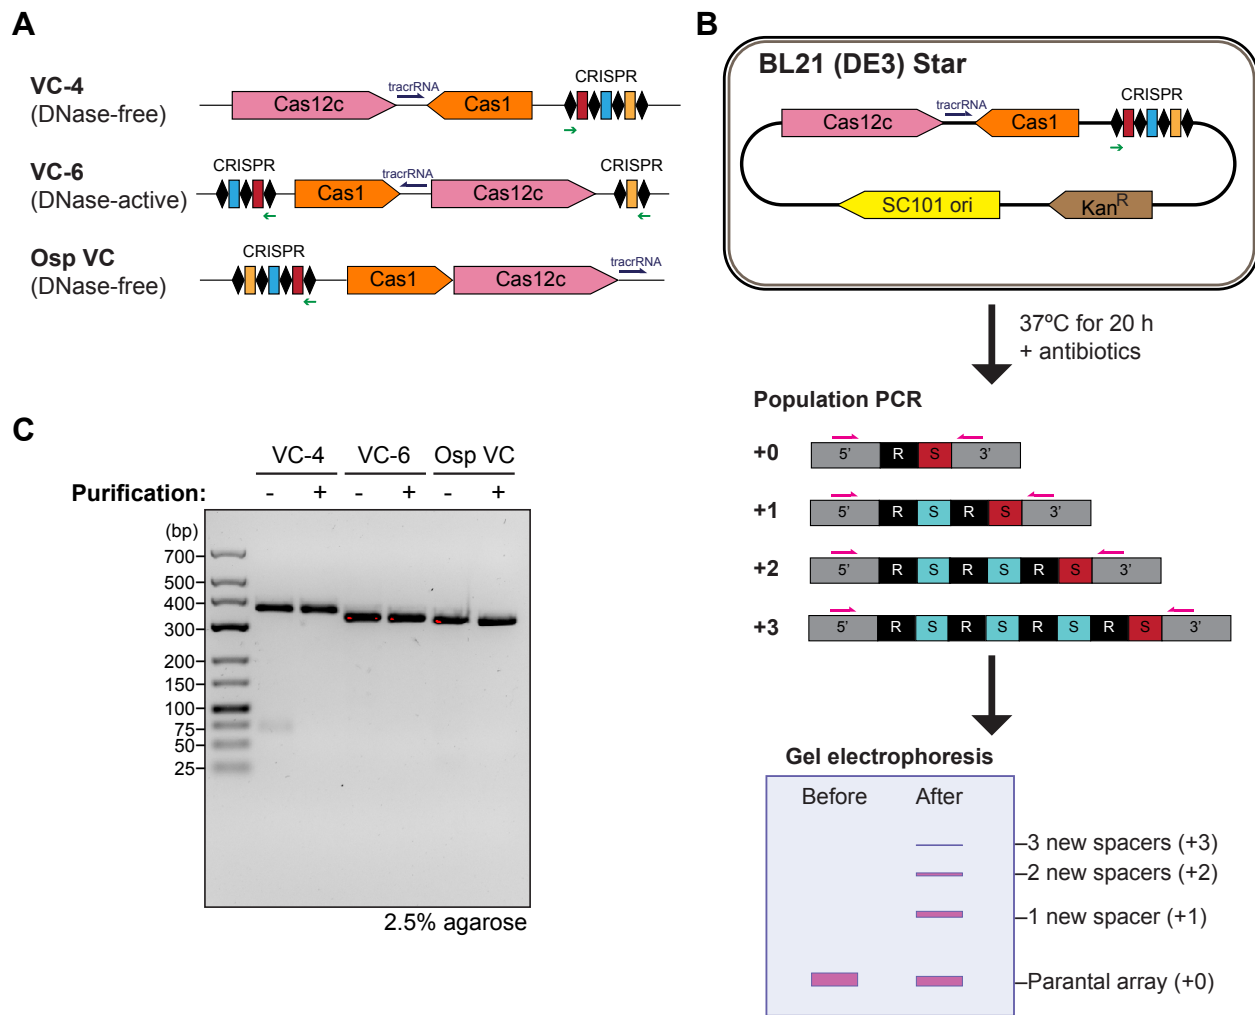 A
VC-4
(DNase-free)
Cas12c
tracrRNA
Cas1
CRISPR
VC-6
(DNase-active)
CRISPR
Cas1
tracrRNA
Cas12c
CRISPR
Osp VC
(DNase-free)
CRISPR
Cas1
Cas12c
tracrRNA
B
BL21 (DE3) Star
Cas12c
tracrRNA
Cas1
CRISPR
SC101 ori
Kan^R
37ºC for 20 h
+ antibiotics
Population PCR
+0
5’ R S 3’
+1
5’ R S R S 3’
+2
5’ R S R S R S 3’
+3
5’ R S R S R S R S 3’
Gel electrophoresis
Before After
3 new spacers (+3)
2 new spacers (+2)
1 new spacer (+1)
Parantal array (+0)
C
VC-4 VC-6 Osp VC
Purification: - + - + - +
(bp)
700
500
400
300
200
150
100
75
50
25
2.5% agarose